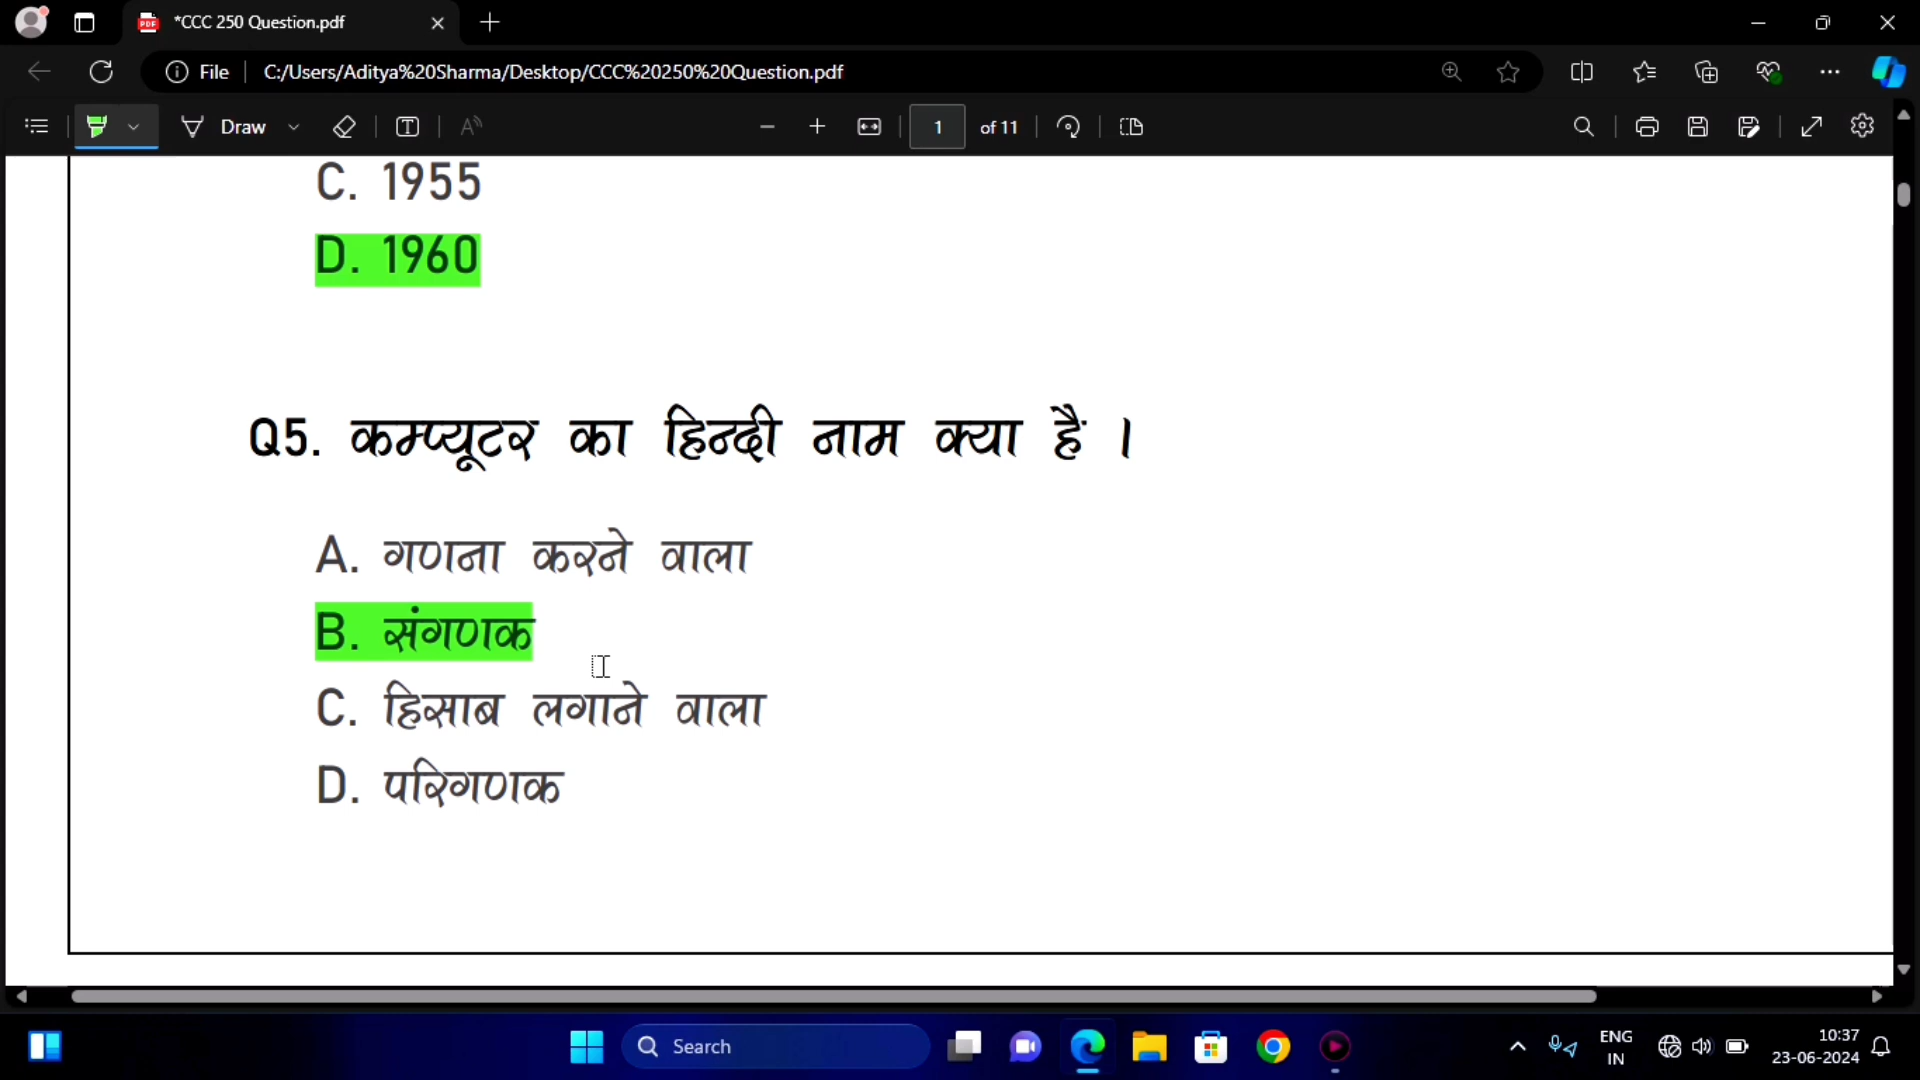 *CCC 250 Question.pdf
File
C:/Users/Aditya%20Sharma/Desktop/CCC%20250%20Question.pdf
Draw
1 of 11
C. 1955
D. 1960
Q5. कम्प्यूटर का हिन्दी नाम क्या है ।
A. गणना करने वाला
B. संगणक
C. हिसाब लगाने वाला
D. परिगणक
Search
ENG
IN
10:37
23-06-2024